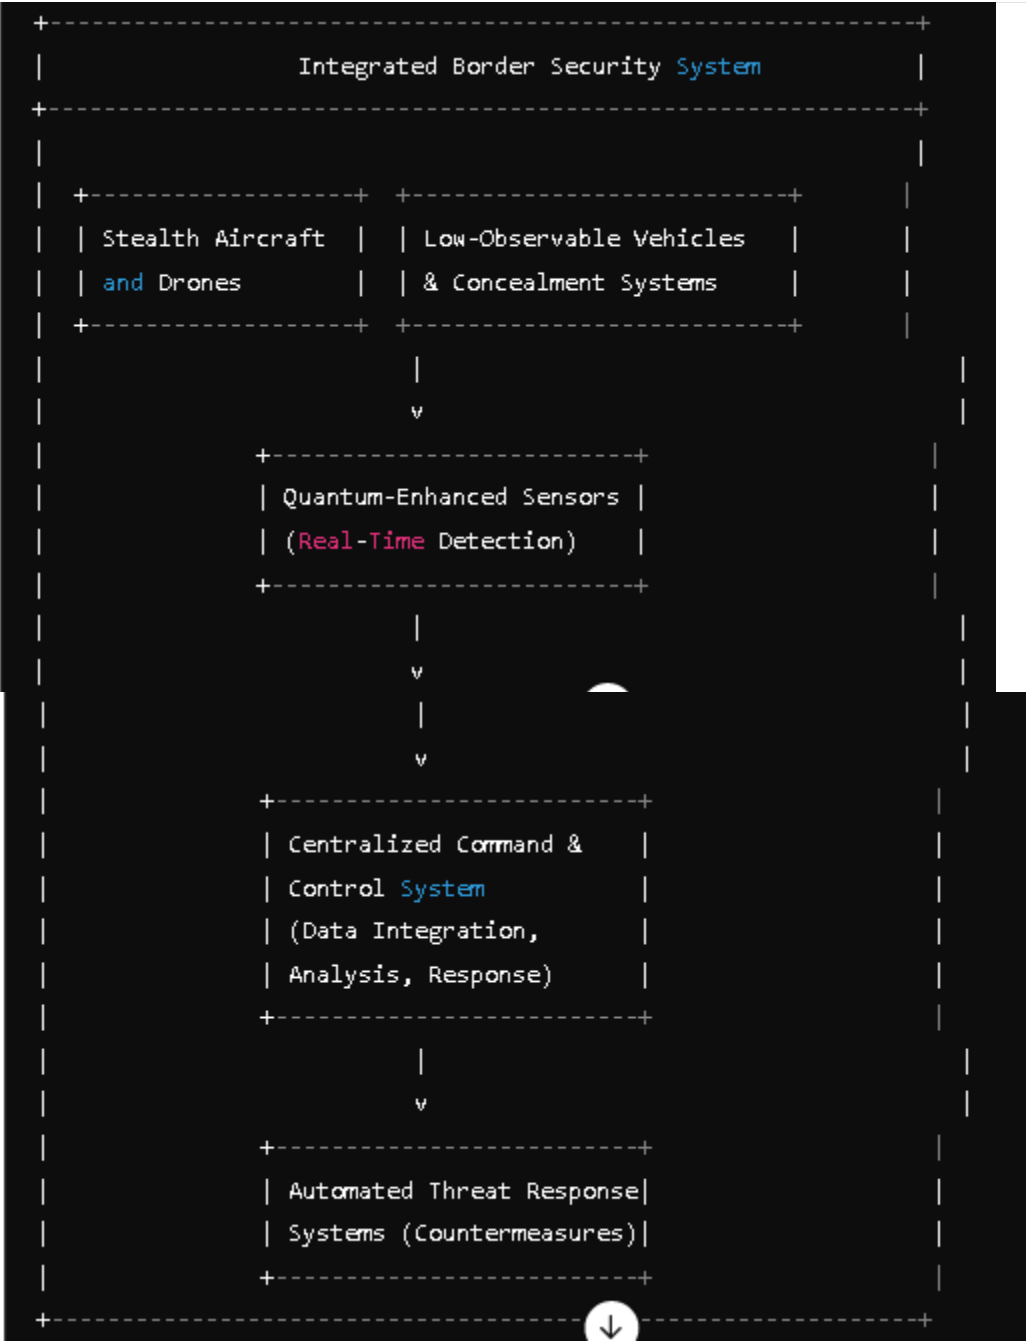 Integrated Border Security System
Stealth Aircraft
and Drones
Low-Observable Vehicles
& Concealment Systems
v
Quantum-Enhanced Sensors
(Real-Time Detection)
v
v
Centralized Command &
Control System
(Data Integration,
Analysis, Response)
v
Automated Threat Response
Systems (Countermeasures)